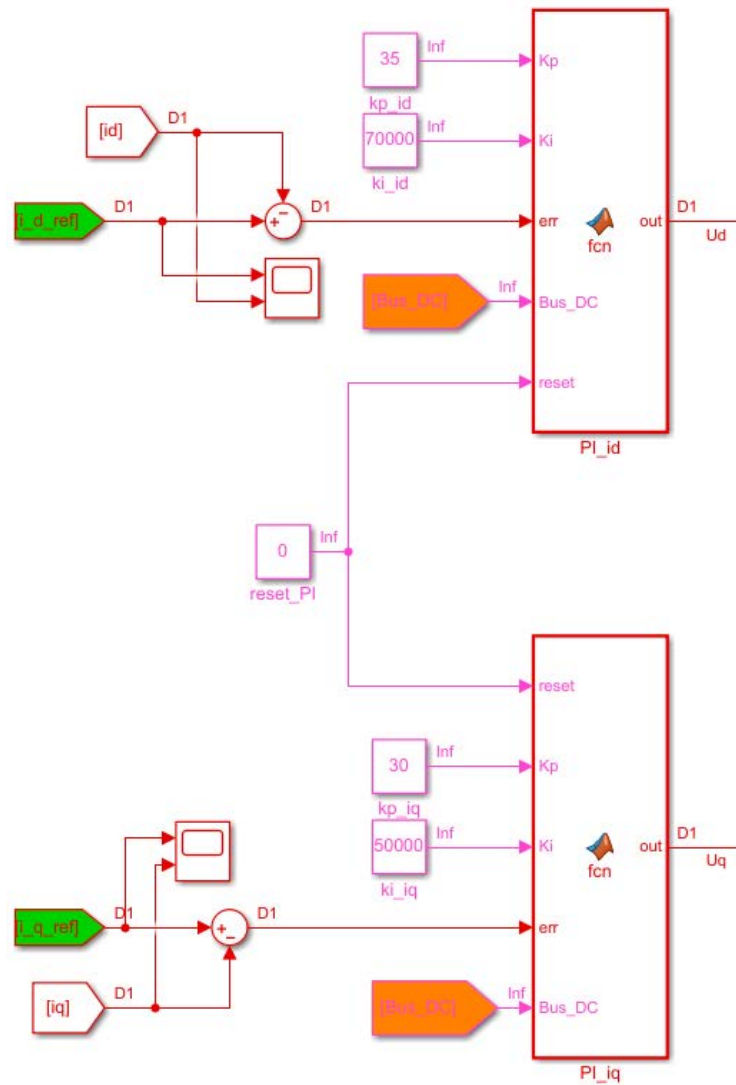 Inf
35
Kp
kp_id
D1
Inf
[id]
70000
Ki
ki_id
D1
D1
D1
[i_d_ref]
err
fcn
out
Ud
Inf
[Bus_DC]
Bus_DC
reset
PI_id
Inf
0
reset_PI
reset
Inf
30
Kp
kp_iq
Inf
D1
50000
Ki
fcn
out
Uq
ki_iq
D1
D1
[i_q_ref]
err
D1
[iq]
Inf
[Bus_DC]
Bus_DC
PI_iq